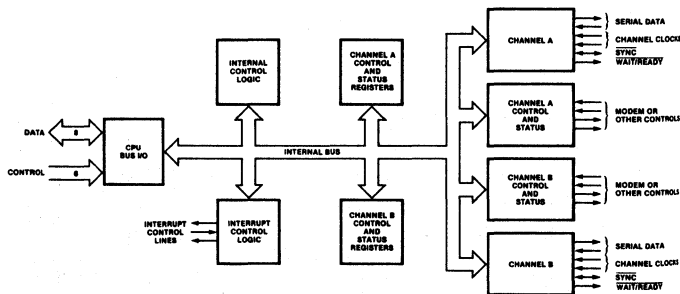 INTERNAL
CONTROL
LOGIC
CHANNEL A
CONTROL
AND
STATUS
REGISTERS
CHANNEL A
SERIAL DATA
CHANNEL CLOCKS
SYNC
WAIT/READY
DATA
8
CONTROL
6
CPU
BUS I/O
INTERNAL BUS
CHANNEL A
CONTROL
AND
STATUS
MODEM OR
OTHER CONTROLS
CHANNEL B
CONTROL
AND
STATUS
MODEM OR
OTHER CONTROLS
INTERRUPT
CONTROL
LINES
INTERRUPT
CONTROL
LOGIC
CHANNEL B
CONTROL
AND
STATUS
REGISTERS
CHANNEL B
SERIAL DATA
CHANNEL CLOCKS
SYNC
WAIT/READY